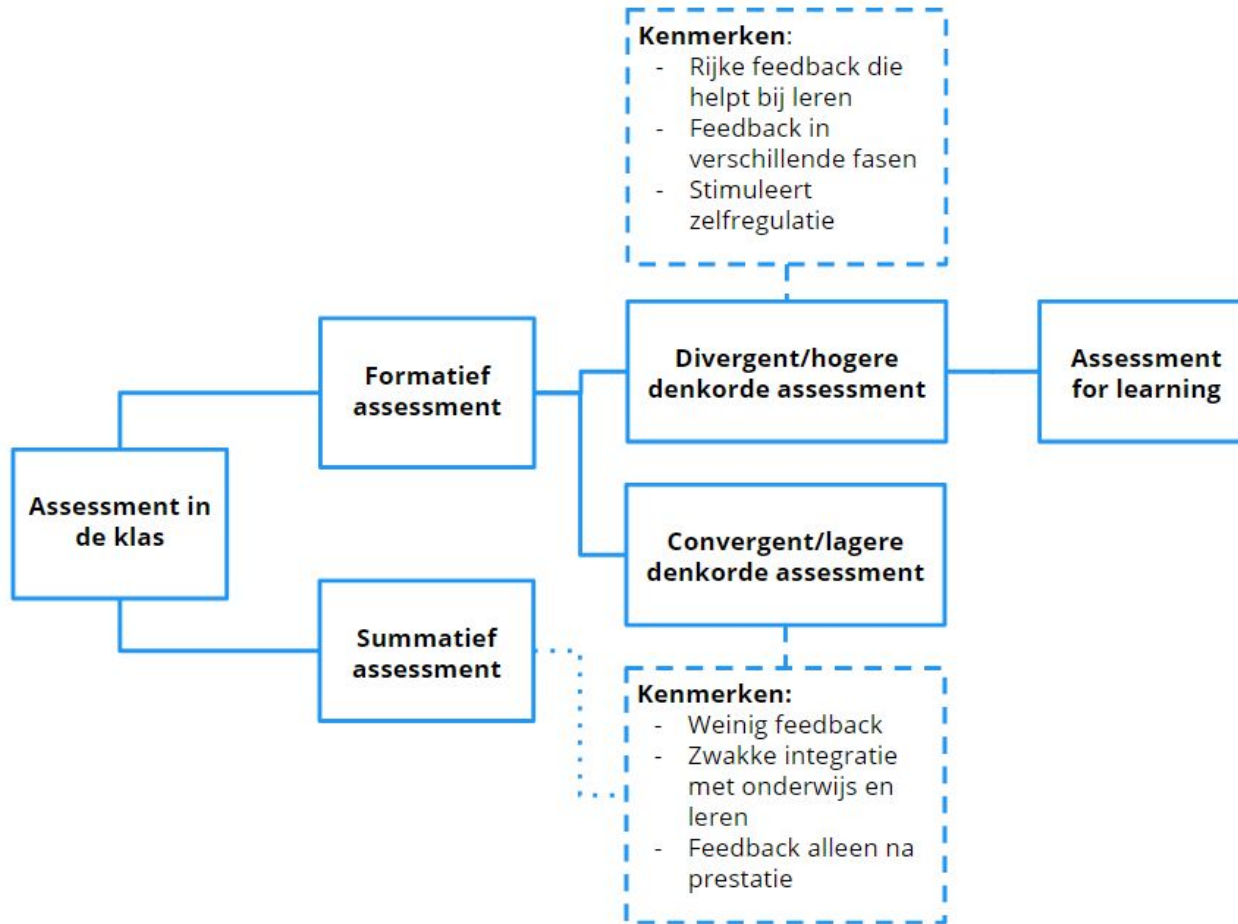 Kenmerken:
- Rijke feedback die
helpt bij leren
- Feedback in
verschillende fasen
- Stimuleert
zelfregulatie
Formatief
assessment
Divergent/hogere
denkorde assessment
Assessment
for learning
Assessment in
de klas
Convergent/lagere
denkorde assessment
Summatief
assessment
Kenmerken:
- Weinig feedback
- Zwakke integratie
met onderwijs en
leren
- Feedback alleen na
prestatie